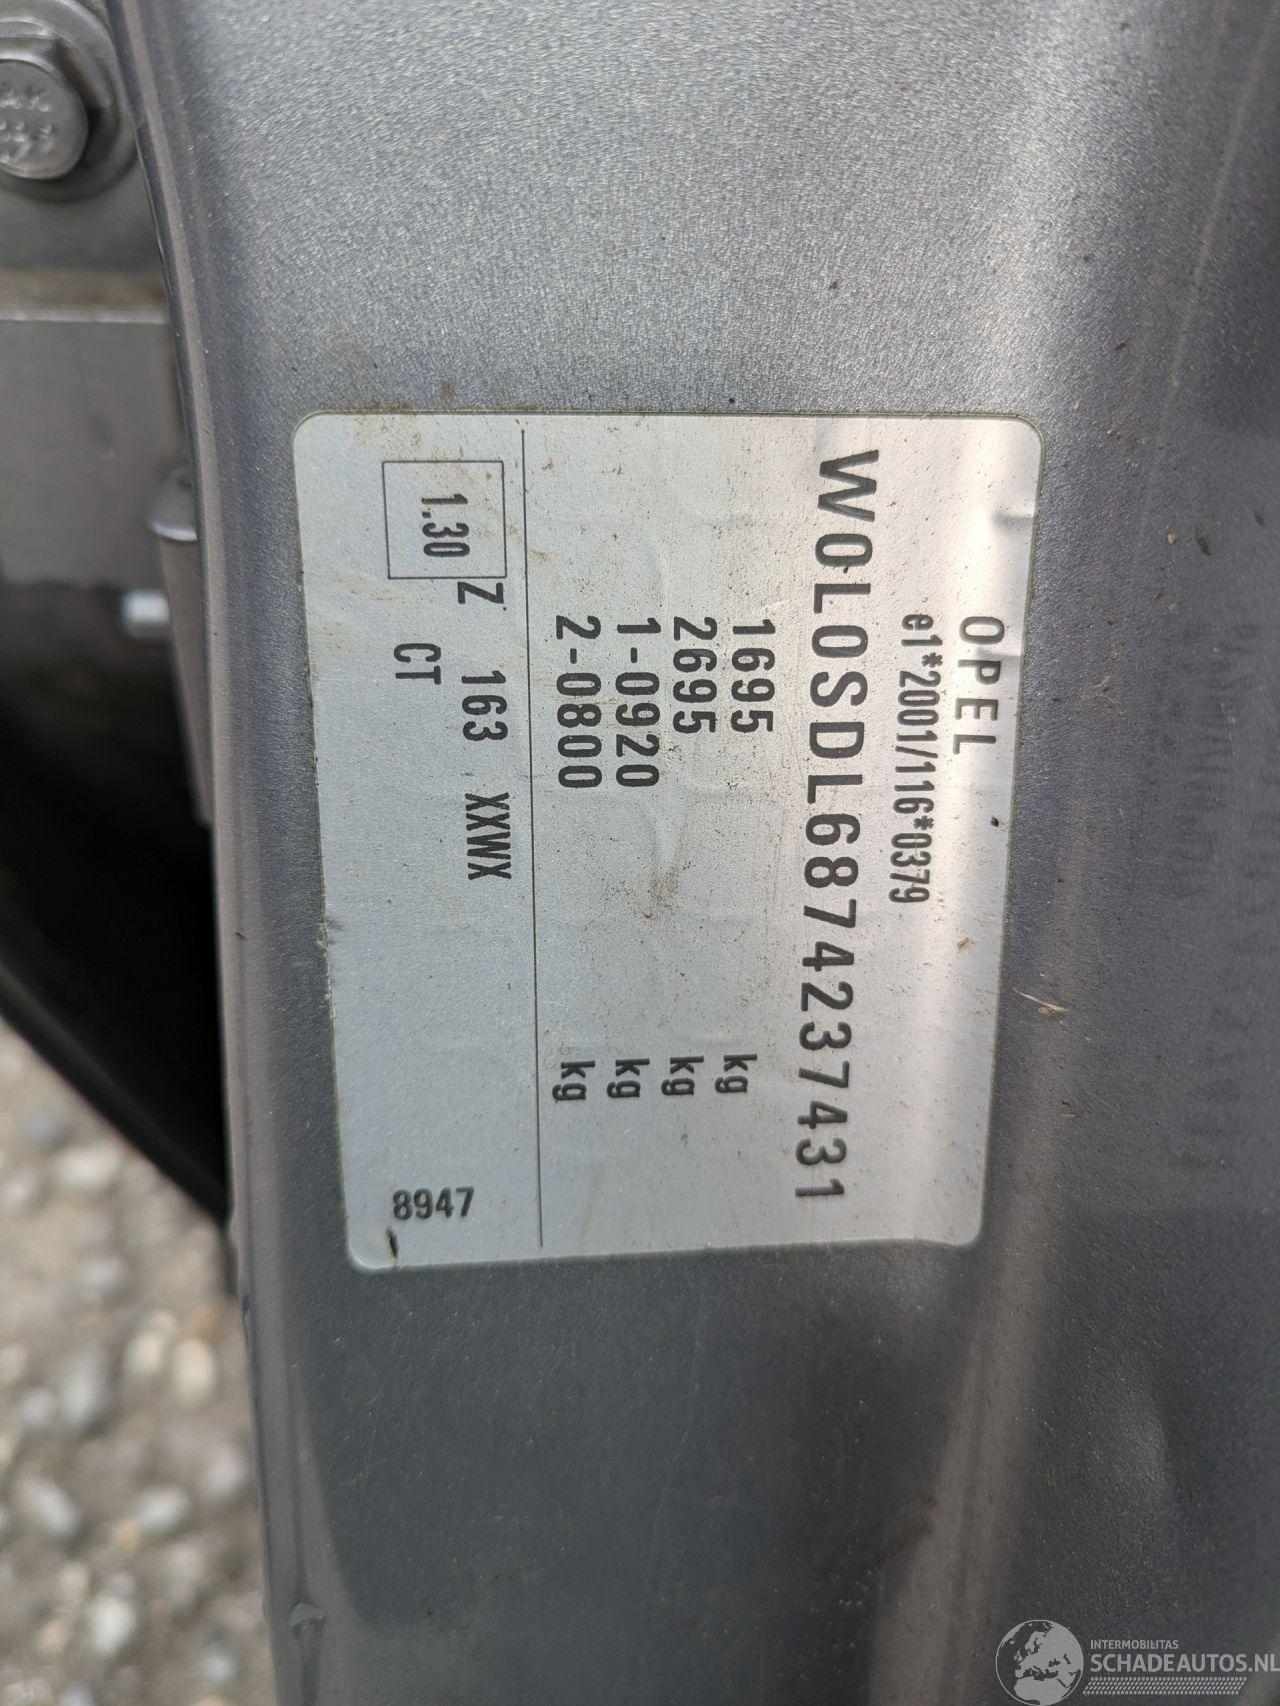 OPEL
e1*2001/116*0379
W0L0SDL6874237431
1695 kg
2695 kg
1-0920 kg
2-0800 kg
1.30
Z 163 XXWX
CT
8947
INTERMOBILITAS
SCHADEAUTOS.NL